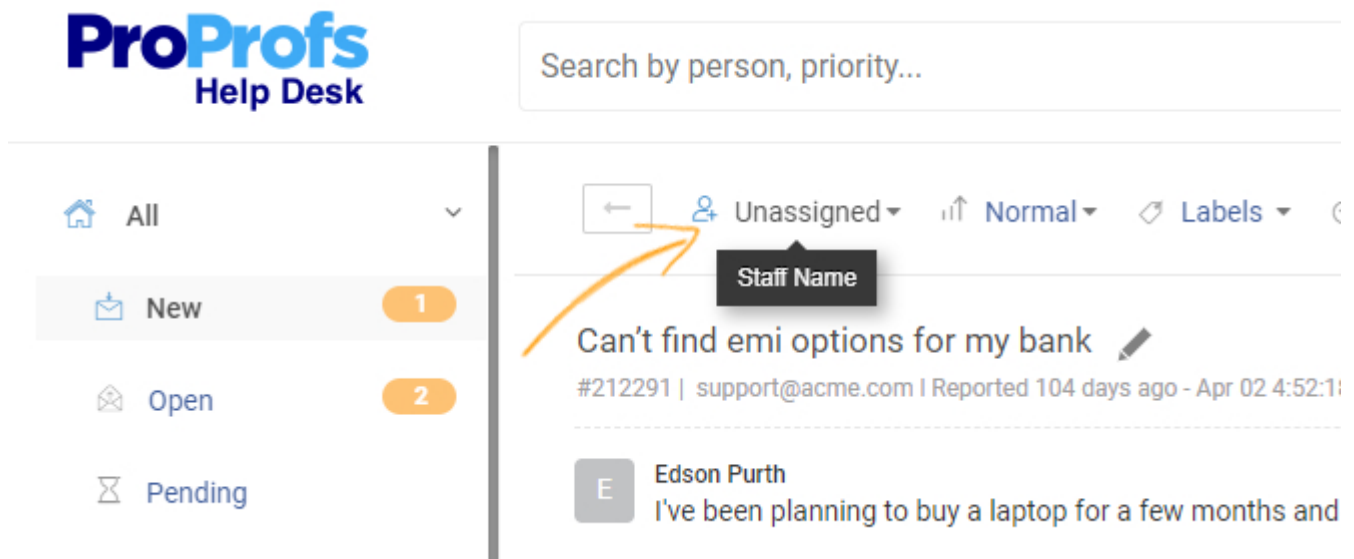 ProProfs
Help Desk
Search by person, priority...
All
New 1
Open 2
Pending
Unassigned Normal Labels
Staff Name
Can't find emi options for my bank
#212291 | support@acme.com I Reported 104 days ago - Apr 02 4:52:1
E
Edson Purth
I've been planning to buy a laptop for a few months and